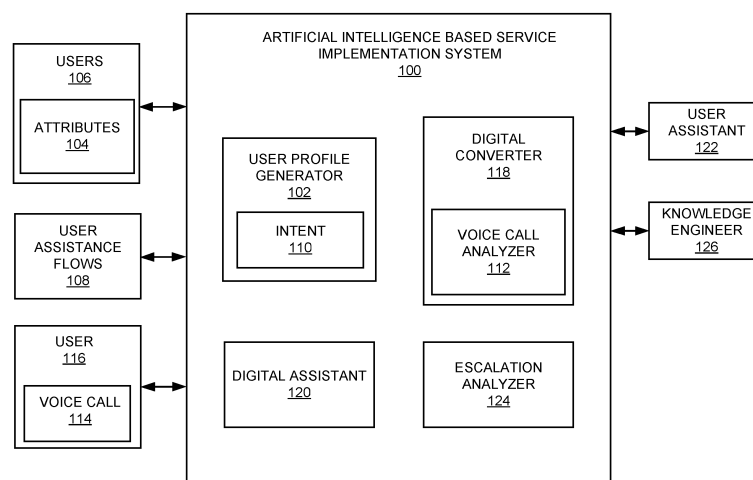 ARTIFICIAL INTELLIGENCE BASED SERVICE
IMPLEMENTATION SYSTEM
100
USERS
106
ATTRIBUTES
104
USER
ASSISTANCE
FLOWS
108
USER
116
VOICE CALL
114
USER PROFILE
GENERATOR
102
INTENT
110
DIGITAL
CONVERTER
118
VOICE CALL
ANALYZER
112
DIGITAL ASSISTANT
120
ESCALATION
ANALYZER
124
USER
ASSISTANT
122
KNOWLEDGE
ENGINEER
126